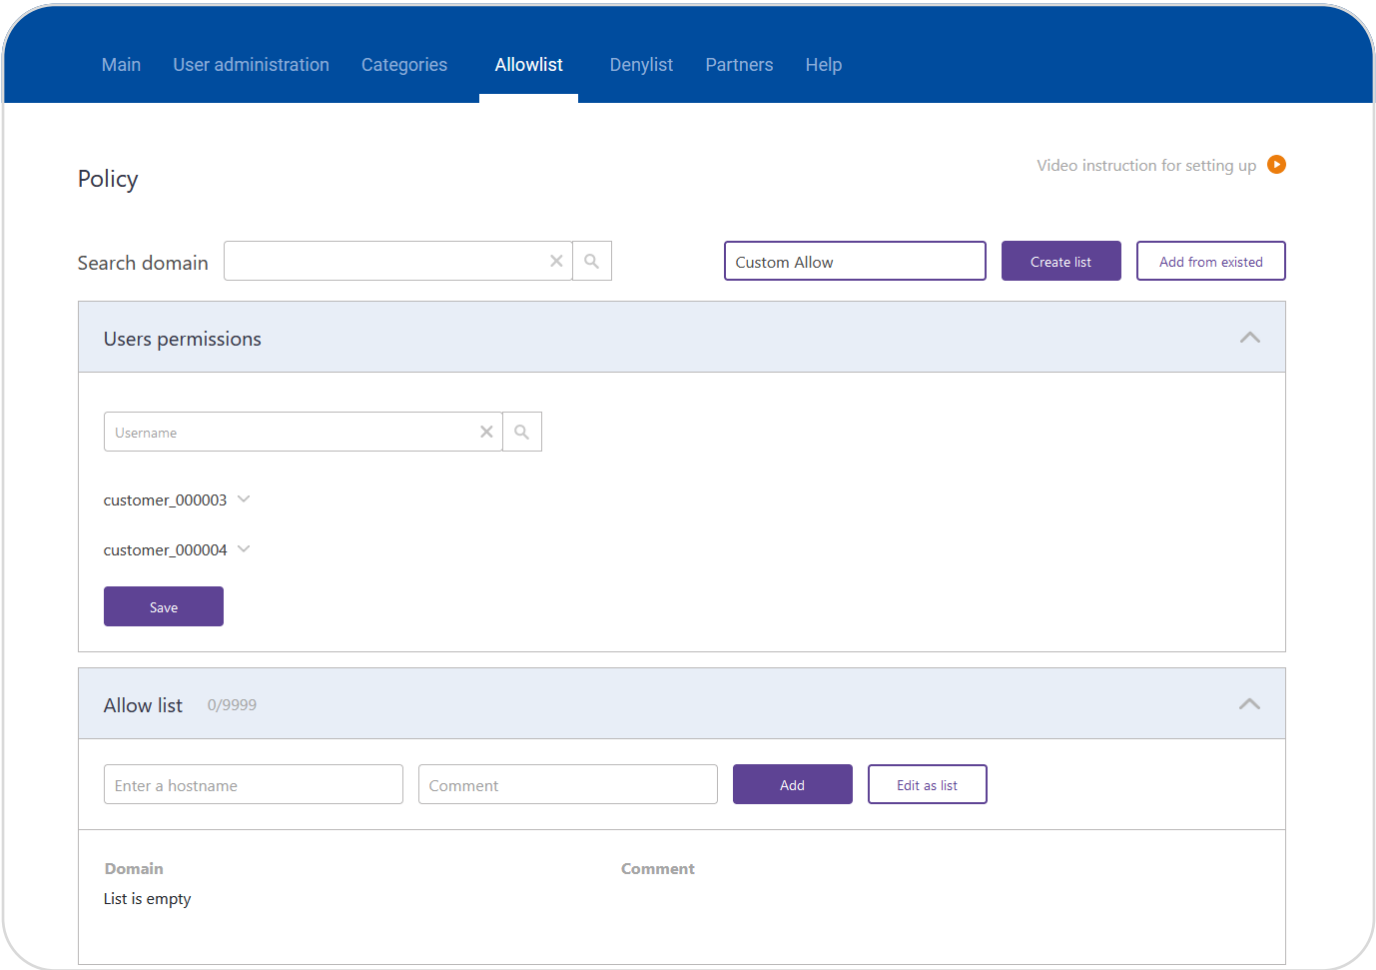 Main User administration Categories Allowlist Denylist Partners Help
Policy
Video instruction for setting up
Search domain
Custom Allow
Create list
Add from existed
Users permissions
Username
customer_000003
customer_000004
Save
Allow list 0/9999
Enter a hostname
Comment
Add
Edit as list
Domain Comment
List is empty